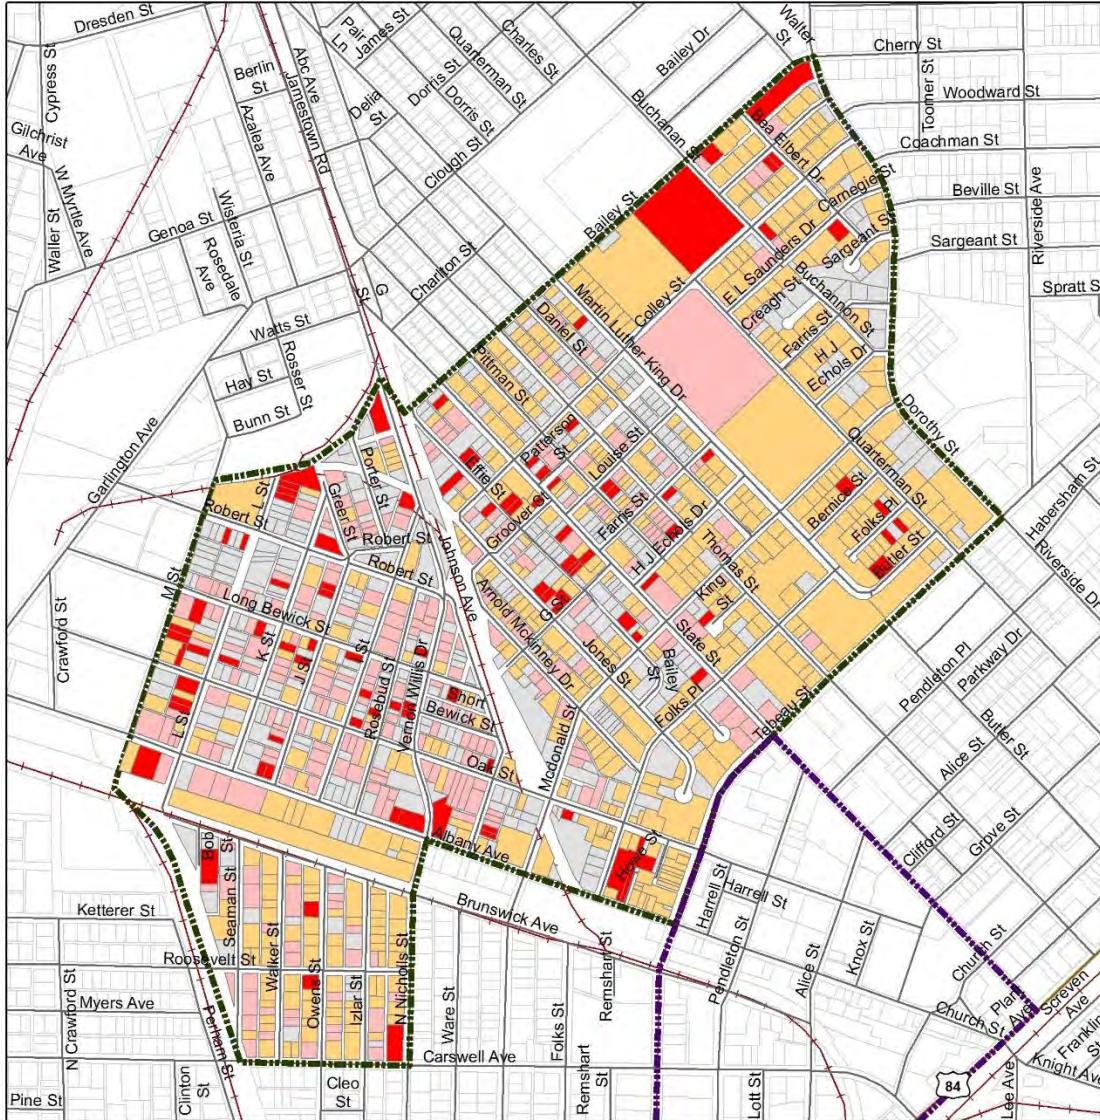 Dresden St
Cypress St
Gilchrist
Ave
W Myrtle Ave
Waller St
Berlin
St
Azalea Ave
Abc Ave
Jamestown Rd
Pair
Ln
James St
Delia
St
Dorris St
Dorris St
Quarterman St
Charles St
Clough St
Bailey Dr
Buchanan St
Walter
St
Cherry St
Toomer St
Woodward St
Coachman St
Beville St
Riverside Ave
Sargeant St
Spratt S
Genoa St
Rosedale
Ave
Wisteria St
G
St
Charlton St
Bailey St
Bea Elbert Dr
Carnegie St
Sargeant St
E L Saunders Dr
Buchannon St
Creagh St
Farris St
H J
Echols Dr
Colley St
Martin Luther King Dr
Daniel St
Pittman St
Watts St
Hay St
Rosser St
Bunn St
Garlington Ave
Dorothy St
Quarterman St
Bernice St
Folks Pl
Butler St
Habersham St
Riverside Dr
Patterson
St
Louise St
Effie St
Groover St
Farris St
H J Echols Dr
Thomas St
King
St
Porter St
Greer St
L St
Robert St
Robert St
Robert St
Johnson Ave
Arnold Mckinney Dr
G St
Jones St
Bailey
St
State St
Folks Pl
Tebeau St
M St
Crawford St
Long Bewick St
K St
J St
St
Rosebud St
Vernon Willis Dr
Short
Bewick St
L St
Oak St
Mcdonald St
Pendleton Pl
Parkway Dr
Butler St
Alice St
Clifford St
Grove St
Albany Ave
Howe St
Bob
St
Seaman St
Brunswick Ave
Harrell St
Harrell St
Ketterer St
Roosevelt St
Walker St
Owens St
Izlar St
N Nicholls St
Myers Ave
N Crawford St
Perham St
Ware St
Folks St
Remshart St
Pendleton St
Alice St
Knox St
Church St
Church St
Plant
Ave
Screven
Ave
Franklin
St
Knight Ave
Carswell Ave
Clinton
St
Cleo
St
Pine St
Remshart
St
Lott St
84
Lee Ave